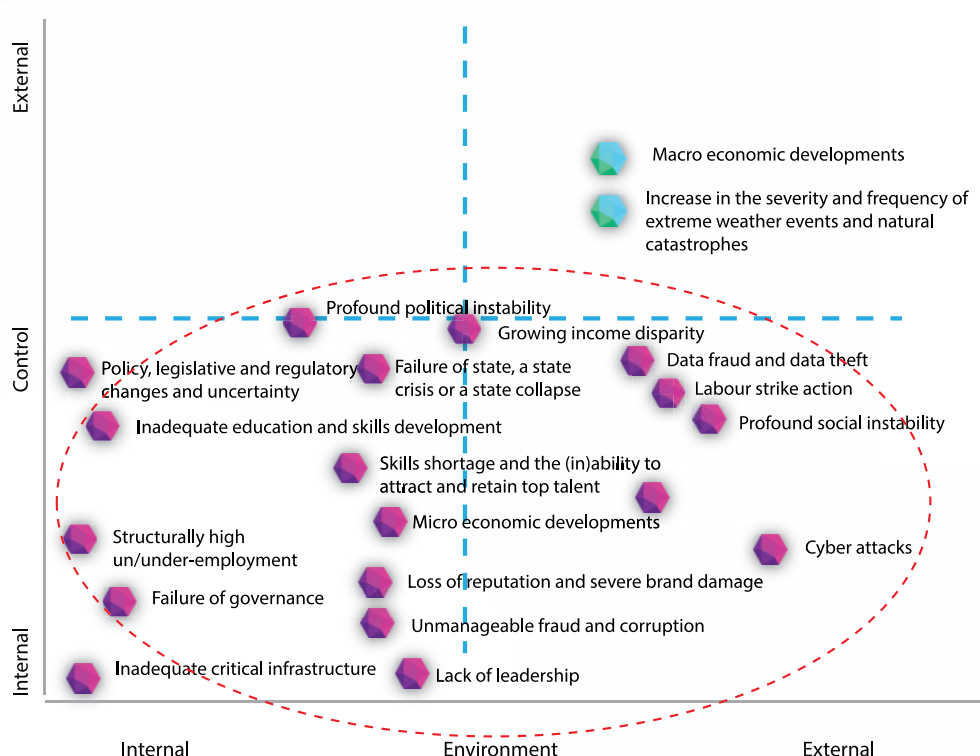 External
Macro economic developments
Increase in the severity and frequency of
extreme weather events and natural
catastrophes
Profound political instability
Growing income disparity
Control
Policy, legislative and regulatory
changes and uncertainty
Failure of state, a state
crisis or a state collapse
Data fraud and data theft
Labour strike action
Profound social instability
Inadequate education and skills development
Skills shortage and the (in)ability to
attract and retain top talent
Micro economic developments
Structurally high
un/under-employment
Cyber attacks
Loss of reputation and severe brand damage
Failure of governance
Unmanageable fraud and corruption
Internal
Inadequate critical infrastructure
Lack of leadership
Internal
Environment
External